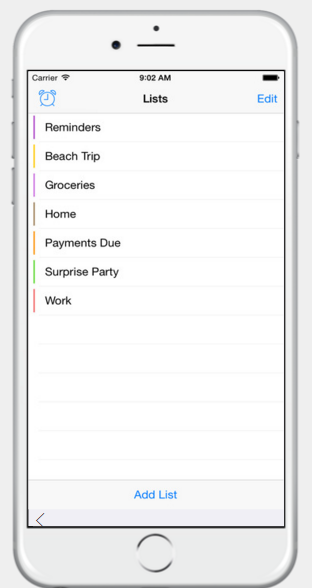 Carrier 9:02 AM
Lists Edit
Reminders
Beach Trip
Groceries
Home
Payments Due
Surprise Party
Work
Add List